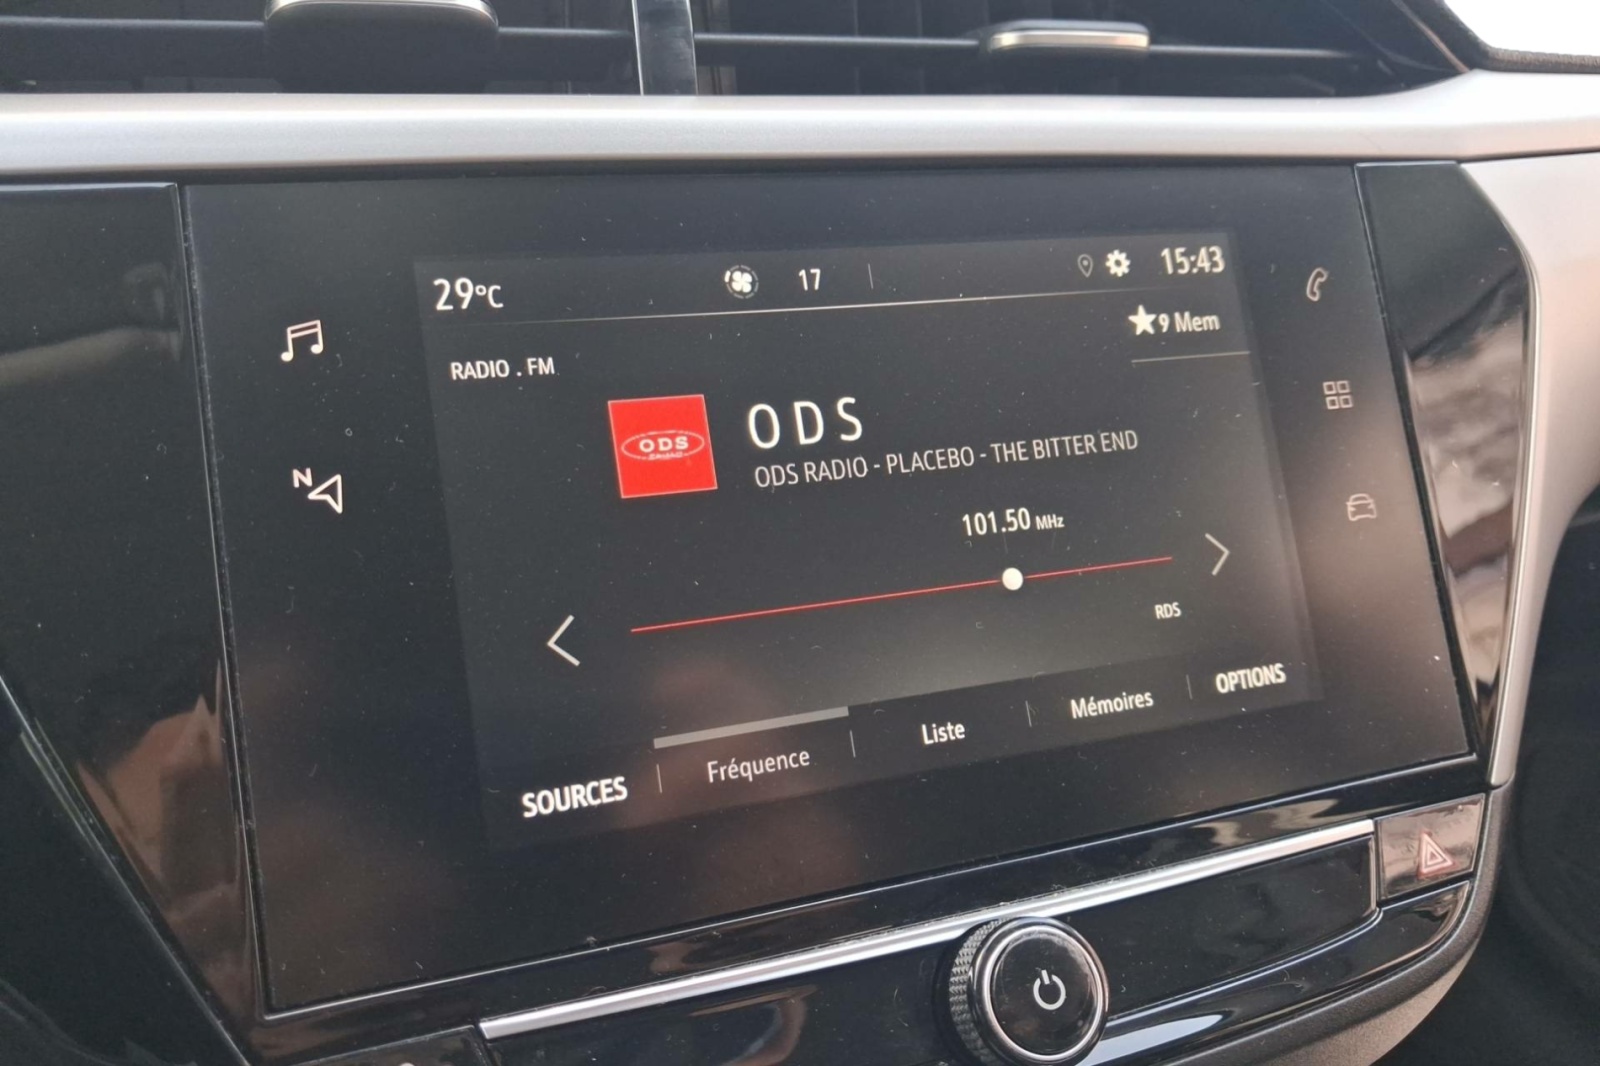 29°C
17
15:43
9 Mem
RADIO . FM
ODS
ODS
ODS RADIO - PLACEBO - THE BITTER END
101.50 MHz
RDS
N
SOURCES
Fréquence
Liste
Mémoires
OPTIONS